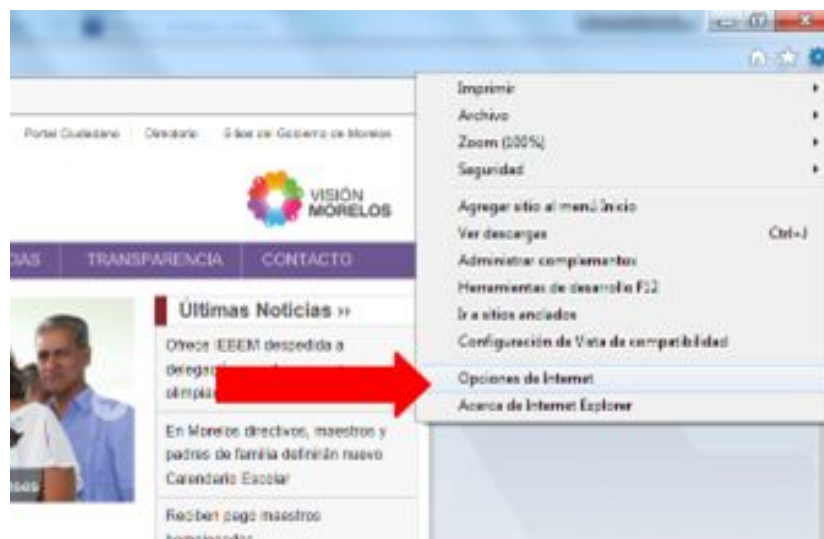 Imprimir
Archivo
Zoom (100%)
Seguridad
Agregar sitio al menú Inicio
Ver descargas Ctrl+J
Administrar complementos
Herramientas de desarrollo F12
Ir a sitios anclados
Configuración de Vista de compatibilidad
Opciones de Internet
Acerca de Internet Explorer
Portal Ciudadano Directorio Sitios del Gobierno de Morelos
VISIÓN
MORELOS
TRANSPARENCIA CONTACTO
Últimas Noticias »
Ofrece IEBEM despedida a
En Morelos directivos, maestros y
padres de familia definirán nuevo
Calendario Escolar
Reciben pago maestros